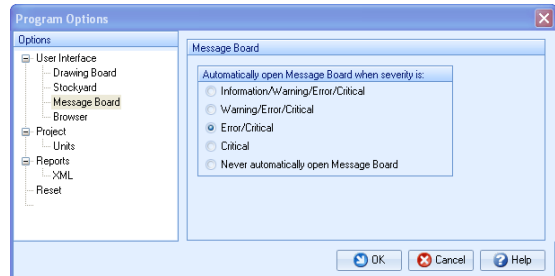 Program Options
Options
User Interface
Drawing Board
Stockyard
Message Board
Browser
Project
Units
Reports
XML
Reset
Message Board
Automatically open Message Board when severity is:
Information/Warning/Error/Critical
Warning/Error/Critical
Error/Critical
Critical
Never automatically open Message Board
OK
Cancel
Help